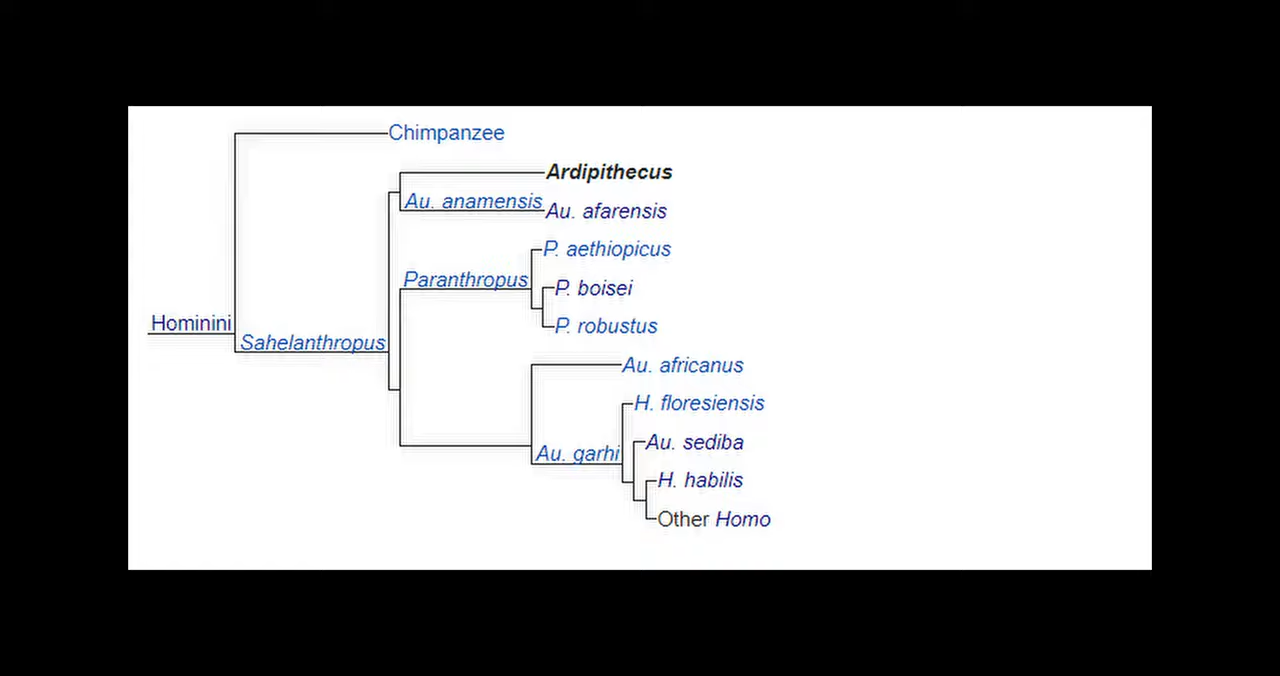 Chimpanzee
Ardipithecus
Au. anamensis
Au. afarensis
P. aethiopicus
Paranthropus
P. boisei
Hominini
P. robustus
Sahelanthropus
Au. africanus
H. floresiensis
Au. garhi
Au. sediba
H. habilis
Other Homo